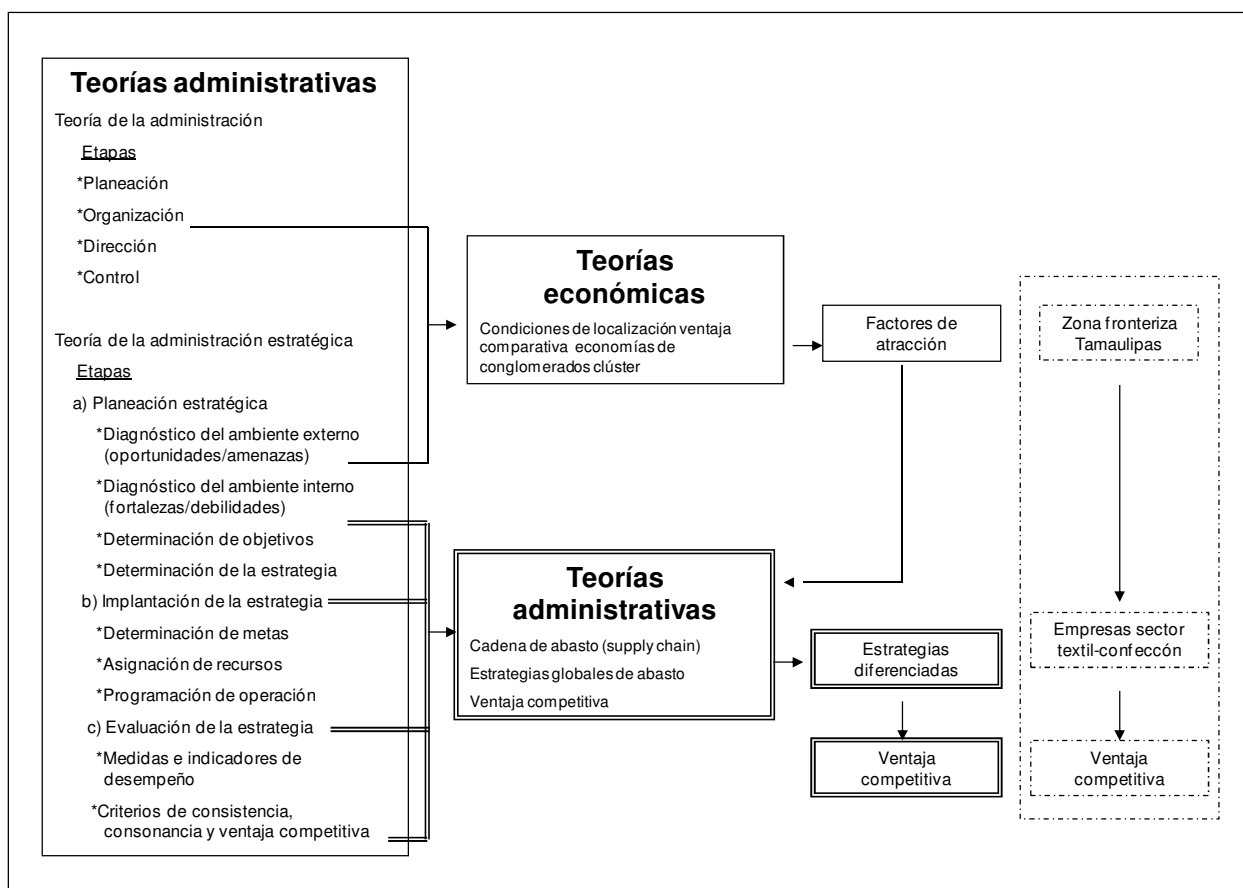 Teorías administrativas
Teoría de la administración
Etapas
*Planeación
*Organización
*Dirección
*Control
Teoría de la administración estratégica
Etapas
a) Planeación estratégica
*Diagnóstico del ambiente externo
(oportunidades/amenazas)
*Diagnóstico del ambiente interno
(fortalezas/debilidades)
*Determinación de objetivos
*Determinación de la estrategia
b) Implantación de la estrategia
*Determinación de metas
*Asignación de recursos
*Programación de operación
c) Evaluación de la estrategia
*Medidas e indicadores de
desempeño
*Criterios de consistencia,
consonancia y ventaja competitiva
Teorías
económicas
Condiciones de localización ventaja
comparativa economías de
conglomerados clúster
Teorías
administrativas
Cadena de abasto (supply chain)
Estrategias globales de abasto
Ventaja competitiva
Factores de
atracción
Estrategias
diferenciadas
Ventaja
competitiva
Zona fronteriza
Tamaulipas
Empresas sector
textil-confeccón
Ventaja
competitiva